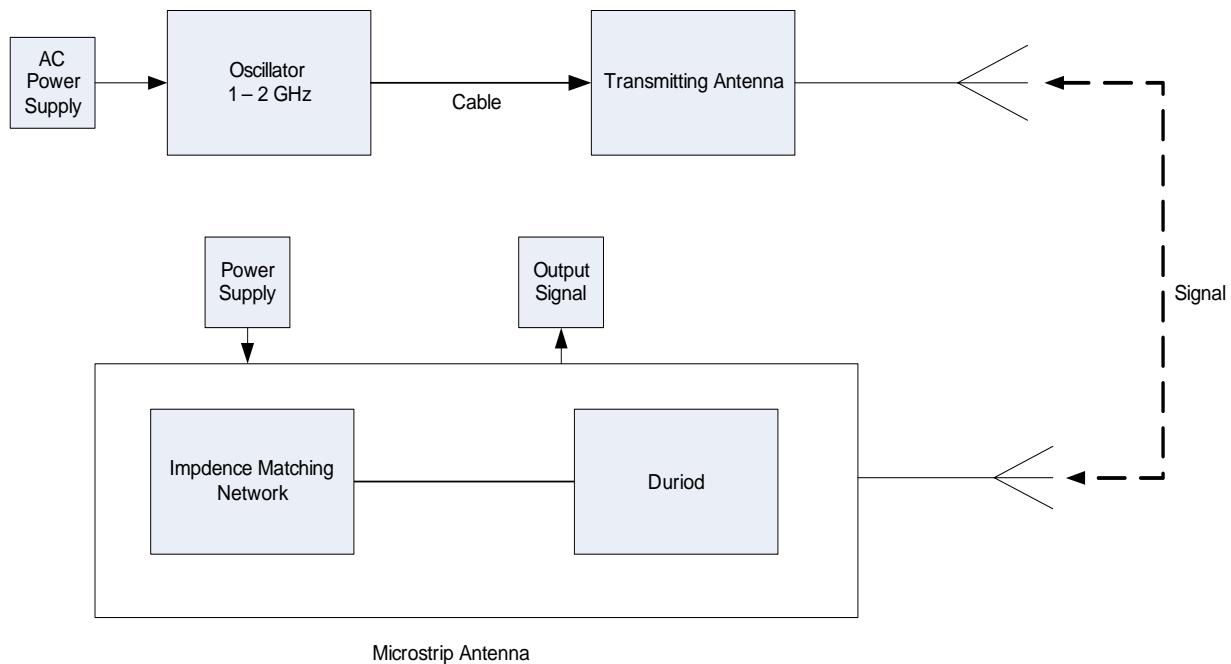 AC
Power
Supply
Oscillator
1 – 2 GHz
Cable
Transmitting Antenna
Signal
Power
Supply
Output
Signal
Impdence Matching
Network
Duriod
Microstrip Antenna